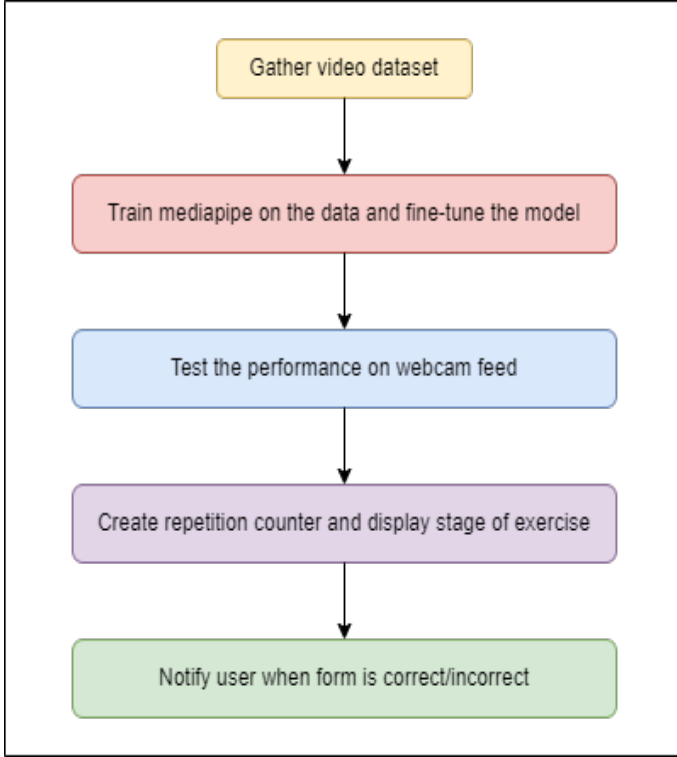 Gather video dataset
Train mediapipe on the data and fine-tune the model
Test the performance on webcam feed
Create repetition counter and display stage of exercise
Notify user when form is correct/incorrect